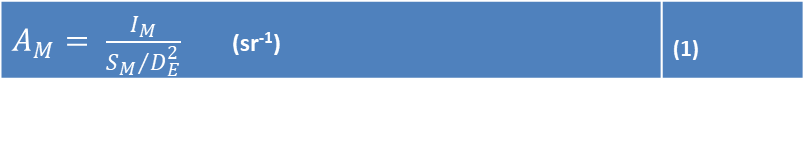 A_M = I_M / (S_M/D_E^2) (sr⁻¹) (1)